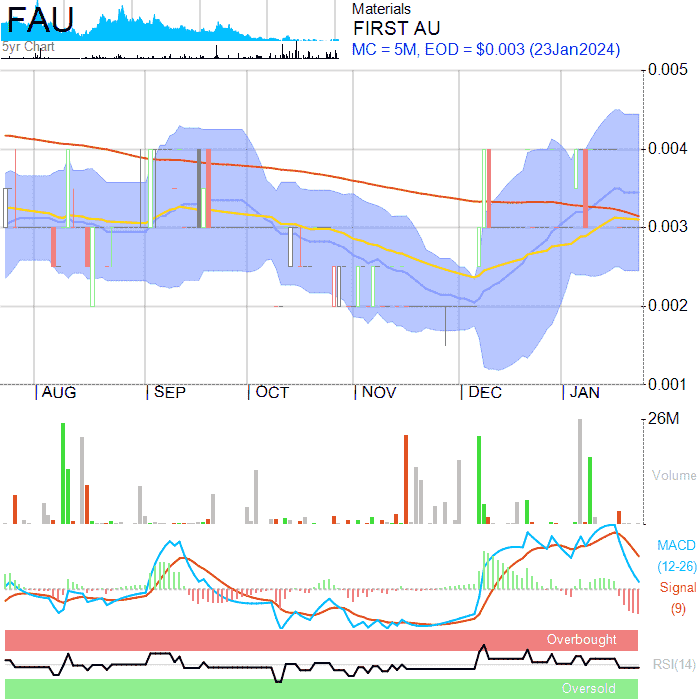 FAU
5yr Chart
Materials
FIRST AU
MC = 5M, EOD = $0.003 (23Jan2024)
0.005
0.004
0.003
0.002
0.001
AUG SEP OCT NOV DEC JAN
26M
Volume
MACD
(12-26)
Signal
(9)
Overbought
RSI(14)
Oversold